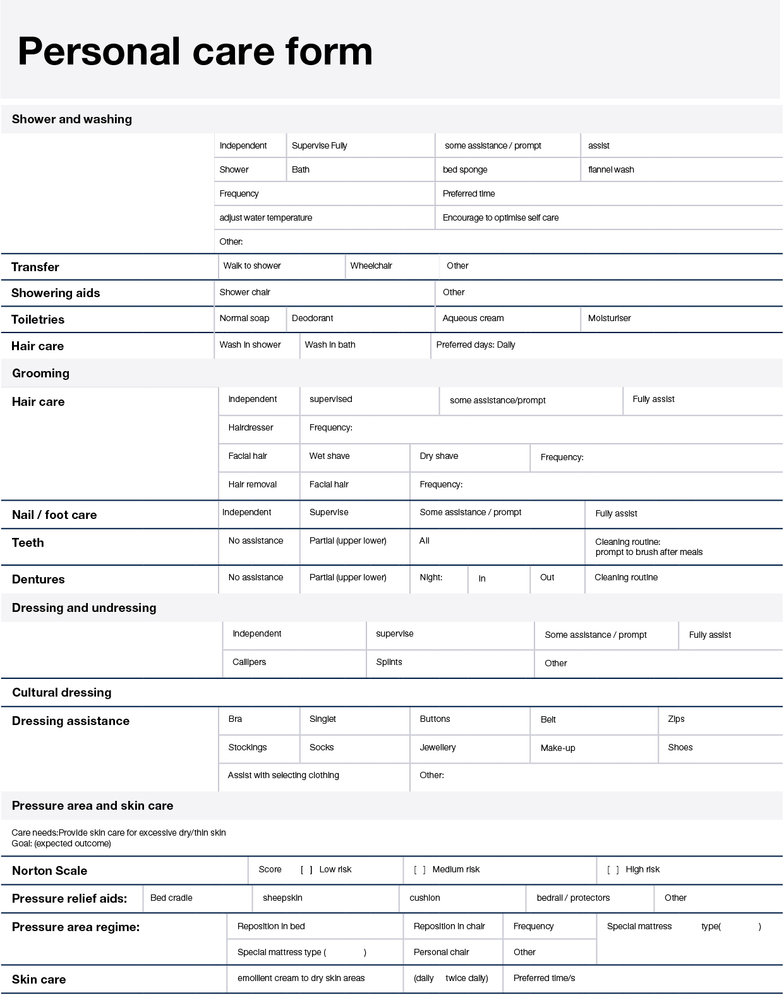 Personal care form
Shower and washing
Independent Supervise Fully some assistance / prompt assist
Shower Bath bed sponge flannel wash
Frequency Preferred time
adjust water temperature Encourage to optimise self care
Other:
Transfer Walk to shower Wheelchair Other
Showering aids Shower chair Other
Toiletries Normal soap Deodorant Aqueous cream Moisturiser
Hair care Wash in shower Wash in bath Preferred days: Daily
Grooming
Hair care Independent supervised some assistance/prompt Fully assist
Hairdresser Frequency:
Facial hair Wet shave Dry shave Frequency:
Hair removal Facial hair Frequency:
Nail / foot care Independent Supervise Some assistance / prompt Fully assist
Teeth No assistance Partial (upper lower) All Cleaning routine:
prompt to brush after meals
Dentures No assistance Partial (upper lower) Night: In Out Cleaning routine
Dressing and undressing
Independent supervise Some assistance / prompt Fully assist
Callipers Splints Other
Cultural dressing
Dressing assistance Bra Singlet Buttons Belt Zips
Stockings Socks Jewellery Make-up Shoes
Assist with selecting clothing Other:
Pressure area and skin care
Care needs:Provide skin care for excessive dry/thin skin
Goal: (expected outcome)
Norton Scale Score [ ] Low risk [ ] Medium risk [ ] High risk
Pressure relief aids: Bed cradle sheepskin cushion bedrail / protectors Other
Pressure area regime: Reposition in bed Reposition in chair Frequency Special mattress type( )
Special mattress type ( ) Personal chair Other
Skin care emollient cream to dry skin areas (daily twice daily) Preferred time/s